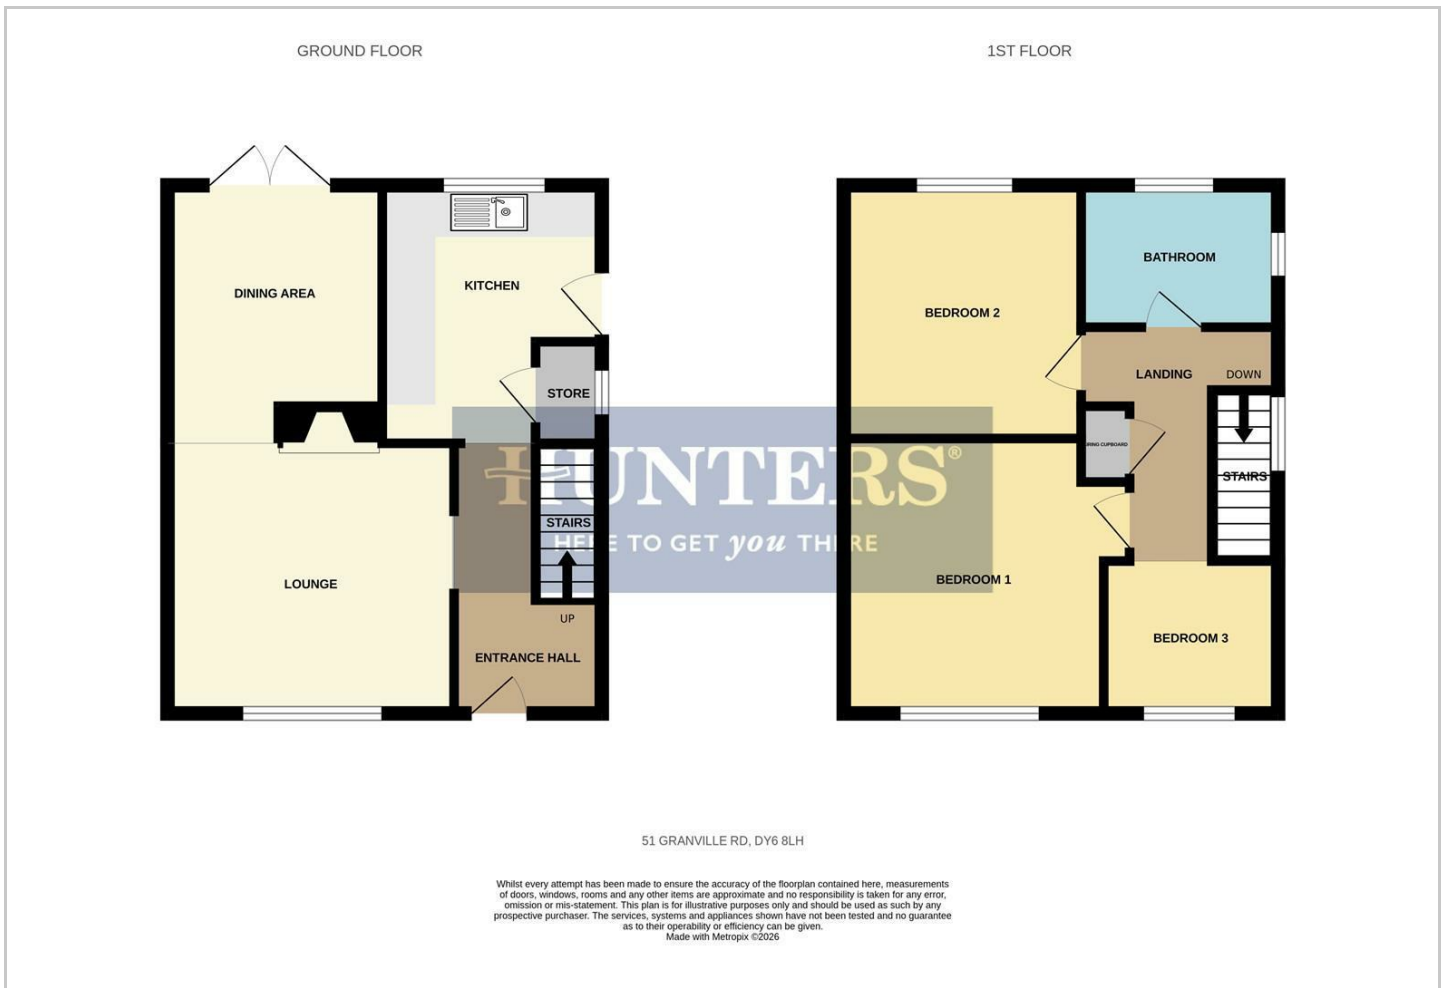 GROUND FLOOR
1ST FLOOR
DINING AREA
KITCHEN
STORE
LOUNGE
STAIRS
UP
ENTRANCE HALL
BEDROOM 2
BATHROOM
LANDING
DOWN
CUPBOARD
STAIRS
BEDROOM 1
BEDROOM 3
HUNTERS®
HERE TO GET you THERE
51 GRANVILLE RD, DY6 8LH
Whilst every attempt has been made to ensure the accuracy of the floorplan contained here, measurements
of doors, windows, rooms and any other items are approximate and no responsibility is taken for any error,
omission or mis-statement. This plan is for illustrative purposes only and should be used as such by any
prospective purchaser. The services, systems and appliances shown have not been tested and no guarantee
as to their operability or efficiency can be given.
Made with Metropix ©2026